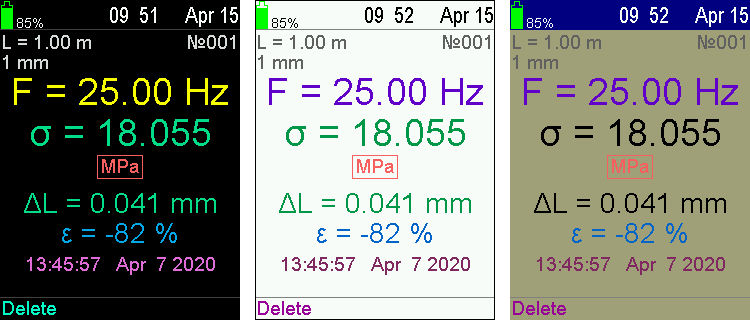 85% 09 51 Apr 15
L = 1.00 m №001
1 mm
F = 25.00 Hz
σ = 18.055
MPa
ΔL = 0.041 mm
ε = -82 %
13:45:57 Apr 7 2020
Delete
85% 09 52 Apr 15
L = 1.00 m №001
1 mm
F = 25.00 Hz
σ = 18.055
MPa
ΔL = 0.041 mm
ε = -82 %
13:45:57 Apr 7 2020
Delete
85% 09 52 Apr 15
L = 1.00 m №001
1 mm
F = 25.00 Hz
σ = 18.055
MPa
ΔL = 0.041 mm
ε = -82 %
13:45:57 Apr 7 2020
Delete